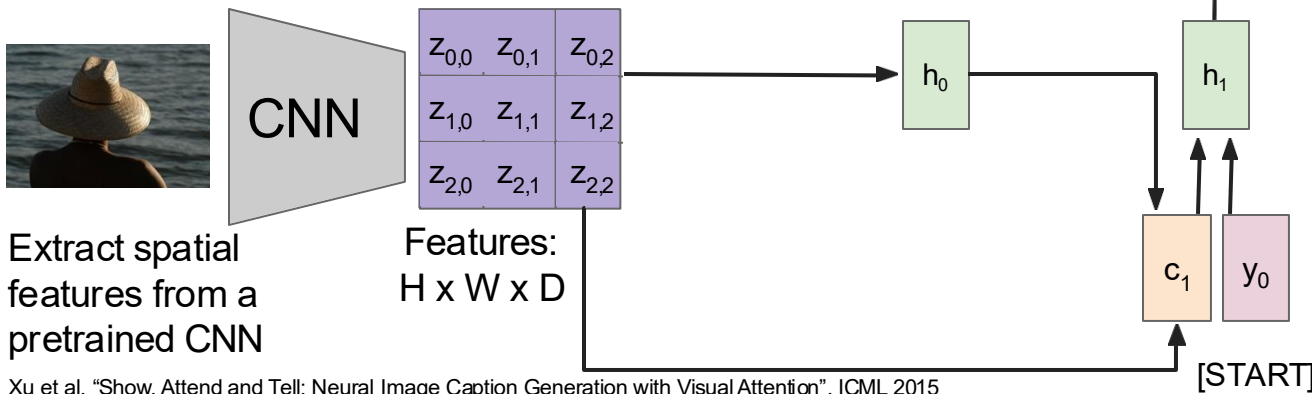 CNN
z0,0 z0,1 z0,2
z1,0 z1,1 z1,2
z2,0 z2,1 z2,2
h0
h1
c1
y0
Extract spatial
features from a
pretrained CNN
Features:
H x W x D
[START]
Xu et al. “Show, Attend and Tell: Neural Image Caption Generation with Visual Attention”, ICML 2015